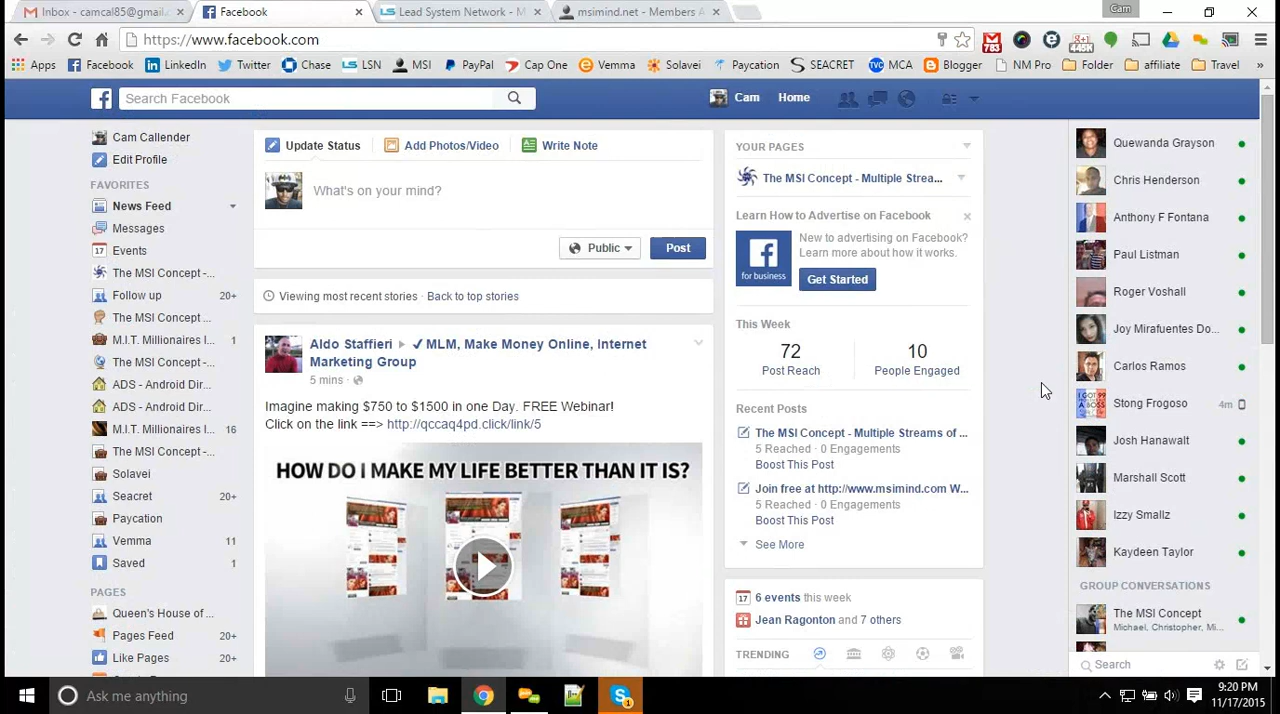 Inbox - camcal85@gmail.
Facebook
Lead System Network - M
msimind.net - Members A
Cam
https://www.facebook.com
783
445K
Apps
Facebook
LinkedIn
Twitter
Chase
LSN
MSI
PayPal
Cap One
Vemma
Solavei
Paycation
SEACRET
MCA
Blogger
NM Pro
Folder
affiliate
Travel
»
Search Facebook
Cam
Home
Cam Callender
Edit Profile
FAVORITES
News Feed
Messages
Events
The MSI Concept -...
Follow up 20+
The MSI Concept ...
M.I.T. Millionaires I... 1
The MSI Concept -...
ADS - Android Dir...
ADS - Android Dir...
M.I.T. Millionaires I... 16
The MSI Concept -...
Solavei
Seacret 20+
Paycation
Vemma 11
Saved 1
PAGES
Queen's House of ...
Pages Feed 20+
Like Pages 20+
Update Status
Add Photos/Video
Write Note
What's on your mind?
Public
Post
Viewing most recent stories · Back to top stories
Aldo Staffieri ▸ ✓ MLM, Make Money Online, Internet
Marketing Group
5 mins ·
Imagine making $750 to $1500 in one Day. FREE Webinar!
Click on the link ==> http://qccaq4pd.click/link/5
HOW DO I MAKE MY LIFE BETTER THAN IT IS?
YOUR PAGES
The MSI Concept - Multiple Strea...
Learn How to Advertise on Facebook
for business
New to advertising on Facebook?
Learn more about how it works.
Get Started
This Week
72
Post Reach
10
People Engaged
Recent Posts
The MSI Concept - Multiple Streams of ...
5 Reached · 0 Engagements
Boost This Post
Join free at http://www.msimind.com W...
5 Reached · 0 Engagements
Boost This Post
See More
17
6 events this week
Jean Ragonton and 7 others
TRENDING
Quewanda Grayson
Chris Henderson
Anthony F Fontana
Paul Listman
Roger Voshall
Joy Mirafuentes Do...
Carlos Ramos
Stong Frogoso 4m
Josh Hanawalt
Marshall Scott
Izzy Smallz
Kaydeen Taylor
GROUP CONVERSATIONS
The MSI Concept
Michael, Christopher, Mi...
Search
Ask me anything
9:20 PM
11/17/2015